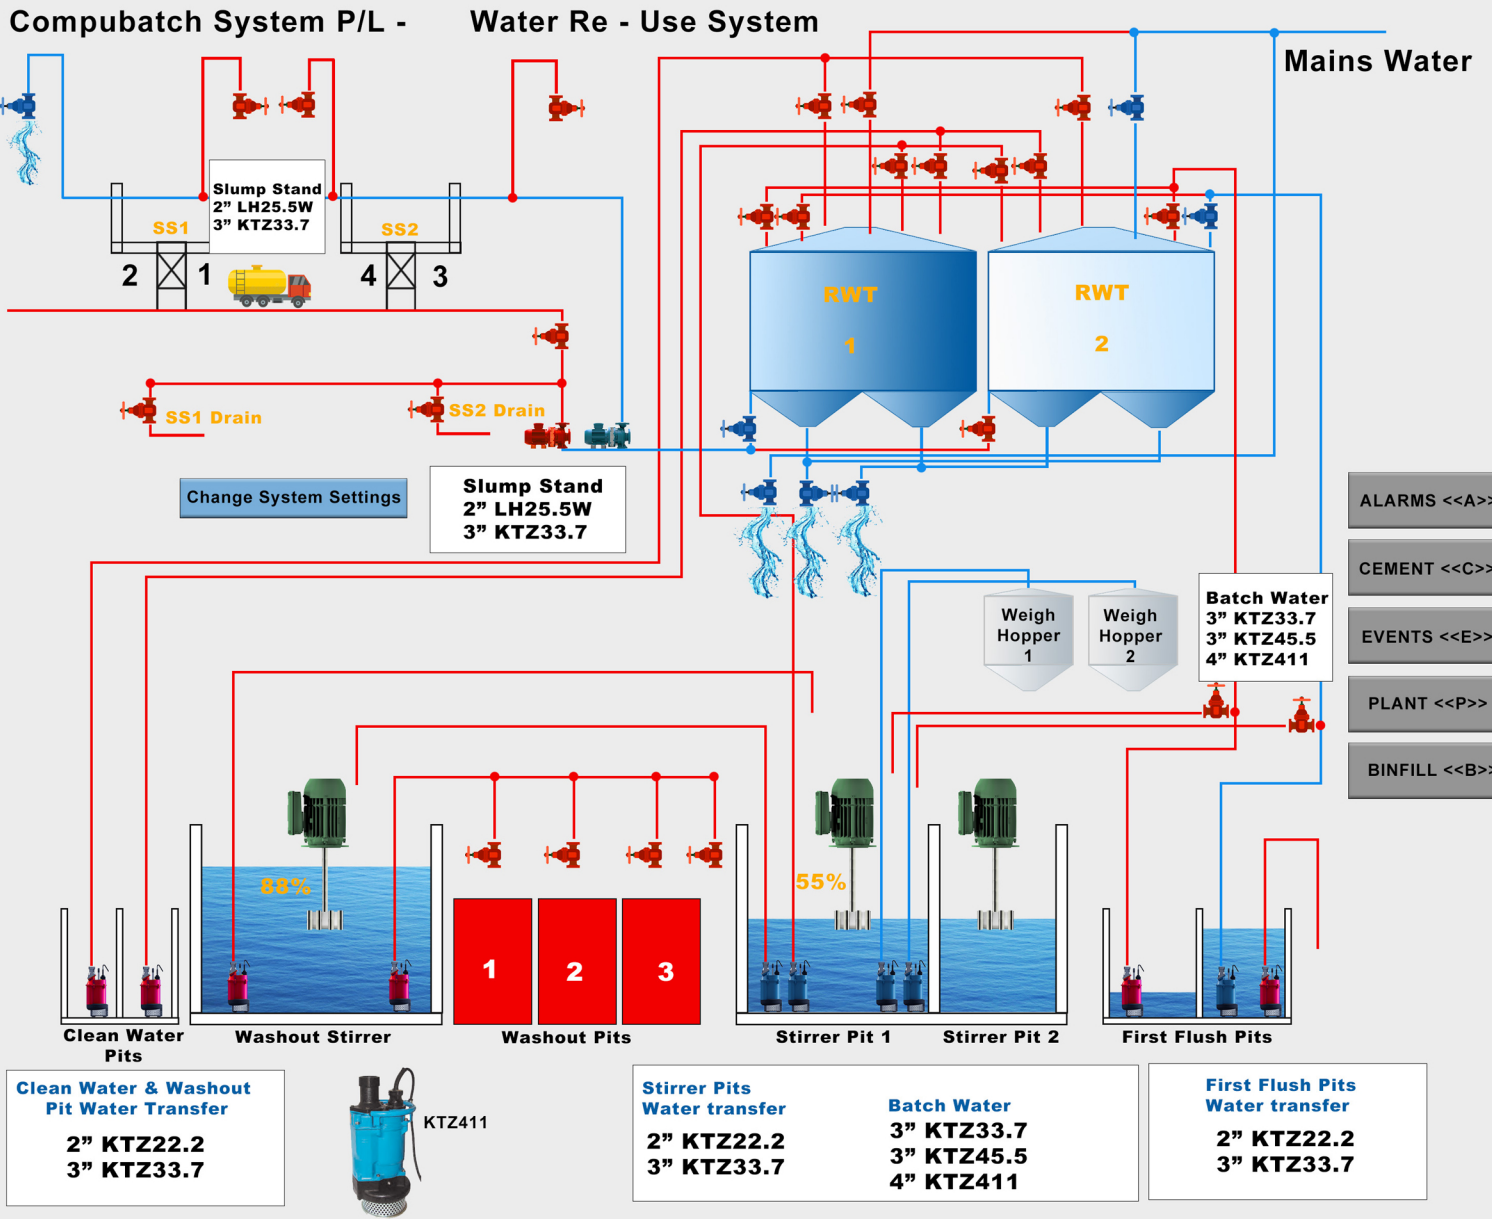 Compubatch System P/L - Water Re - Use System
Mains Water
Slump Stand
2” LH25.5W
3” KTZ33.7
SS1
SS2
2
1
4
3
RWT
1
RWT
2
SS1 Drain
SS2 Drain
Change System Settings
Slump Stand
2” LH25.5W
3” KTZ33.7
ALARMS <<A>>
CEMENT <<C>>
EVENTS <<E>>
PLANT <<P>>
BINFILL <<B>>
Weigh
Hopper
1
Weigh
Hopper
2
Batch Water
3” KTZ33.7
3” KTZ45.5
4” KTZ411
88%
55%
1
2
3
Clean Water
Pits
Washout Stirrer
Washout Pits
Stirrer Pit 1
Stirrer Pit 2
First Flush Pits
Clean Water & Washout
Pit Water Transfer
2” KTZ22.2
3” KTZ33.7
KTZ411
Stirrer Pits
Water transfer
2” KTZ22.2
3” KTZ33.7
Batch Water
3” KTZ33.7
3” KTZ45.5
4” KTZ411
First Flush Pits
Water transfer
2” KTZ22.2
3” KTZ33.7